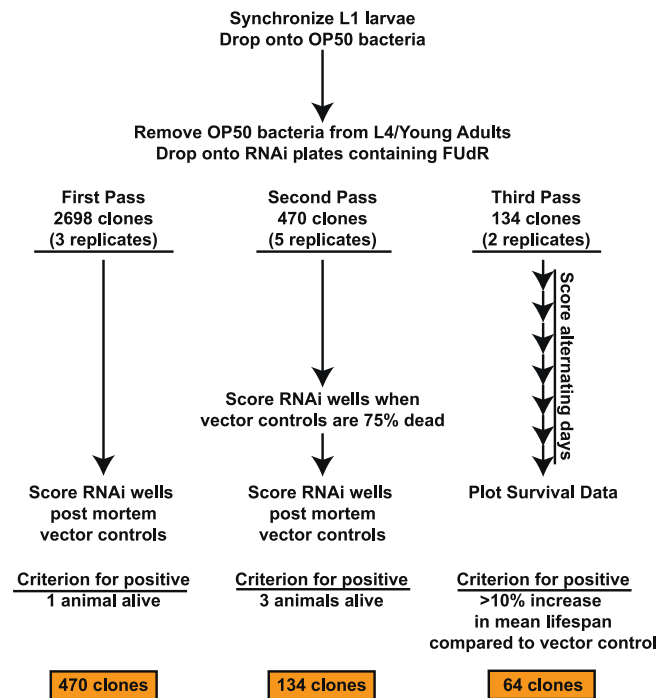 Synchronize L1 larvae
Drop onto OP50 bacteria
Remove OP50 bacteria from L4/Young Adults
Drop onto RNAi plates containing FUdR
First Pass
2698 clones
(3 replicates)
Second Pass
470 clones
(5 replicates)
Third Pass
134 clones
(2 replicates)
Score alternating days
Score RNAi wells when
vector controls are 75% dead
Score RNAi wells
post mortem
vector controls
Score RNAi wells
post mortem
vector controls
Plot Survival Data
Criterion for positive
1 animal alive
Criterion for positive
3 animals alive
Criterion for positive
>10% increase
in mean lifespan
compared to vector control
470 clones
134 clones
64 clones